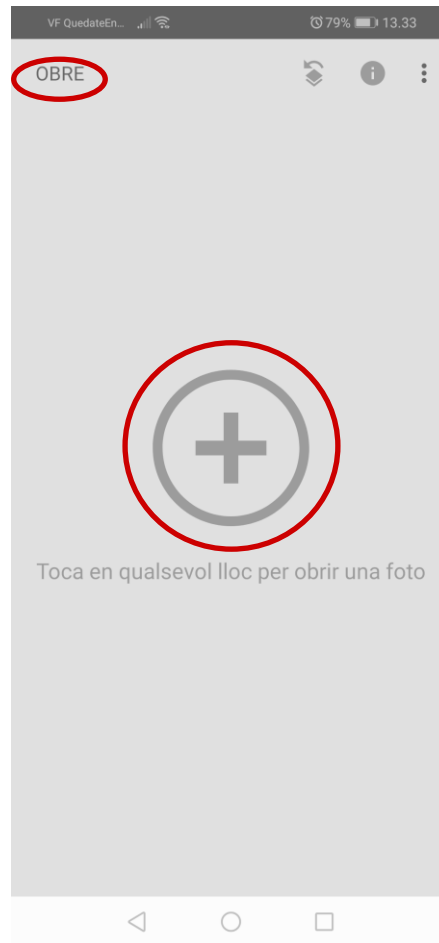 VF QuedateEn... 79% 13.33
OBRE
Toca en qualsevol lloc per obrir una foto